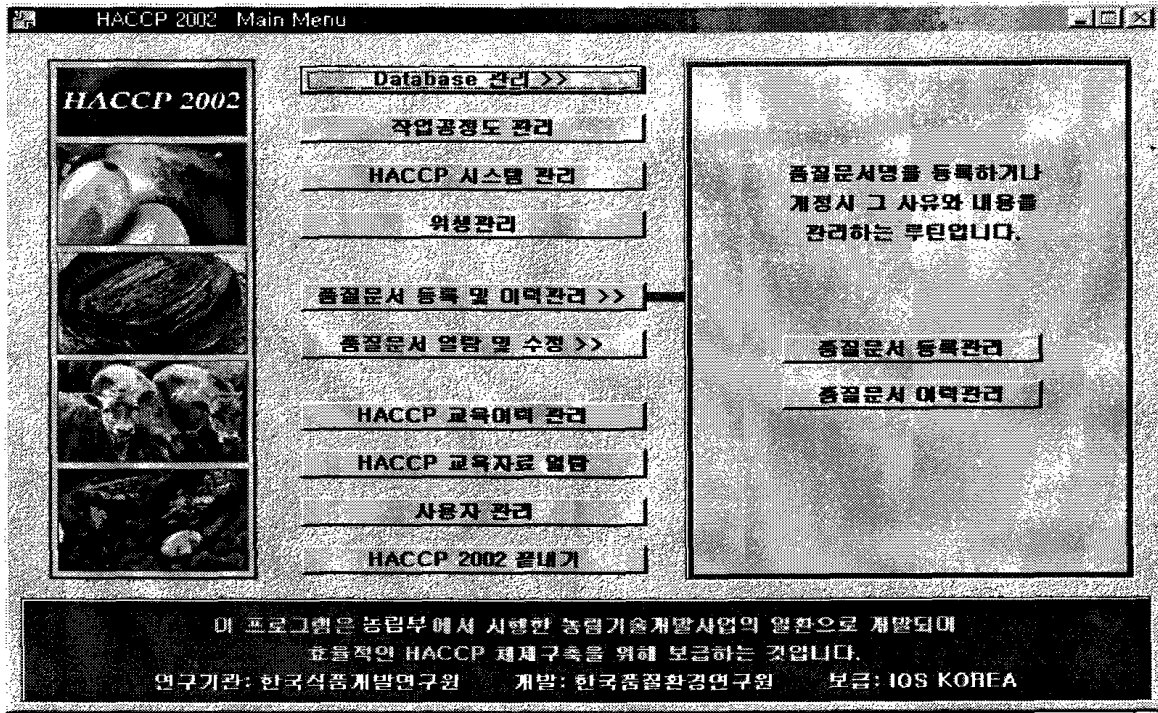 HACCP 2002 Main Menu
HACCP 2002
Database 관리 >>
작업공정도 관리
HACCP 시스템 관리
위생관리
품질문서 등록 및 이력관리 >>
품질문서 열람 및 수정 >>
HACCP 교육이력 관리
HACCP 교육자료 열람
사용자 관리
HACCP 2002 끝내기
품질문서명을 등록하거나
개정시 그 사유와 내용을
관리하는 루틴입니다.
품질문서 등록관리
품질문서 이력관리
이 프로그램은 농림부에서 시행한 농림기술개발사업의 일환으로 개발되어
효율적인 HACCP 체제구축을 위해 보급하는 것입니다.
연구기관: 한국식품개발연구원 개발: 한국품질환경연구원 보급: IOS KOREA